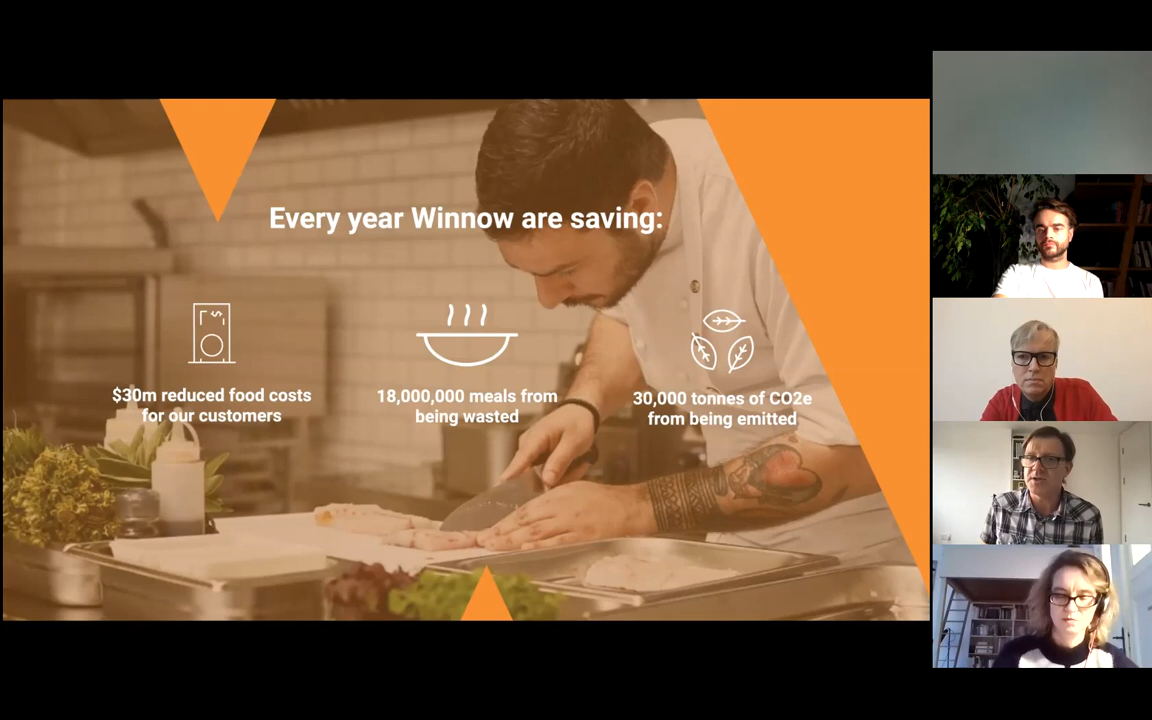 Every year Winnow are saving:
$30m reduced food costs
for our customers
18,000,000 meals from
being wasted
30,000 tonnes of CO2e
from being emitted